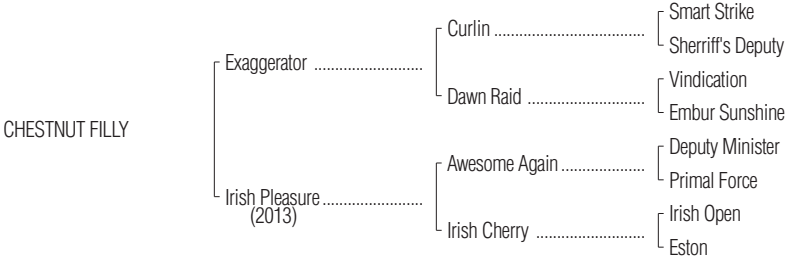 Smart Strike
Curlin ....................................
Sherriff's Deputy
Exaggerator ..........................
Vindication
Dawn Raid ............................
Embur Sunshine
CHESTNUT FILLY
Deputy Minister
Awesome Again ....................
Primal Force
Irish Pleasure ........................
(2013)
Irish Open
Irish Cherry ..........................
Eston